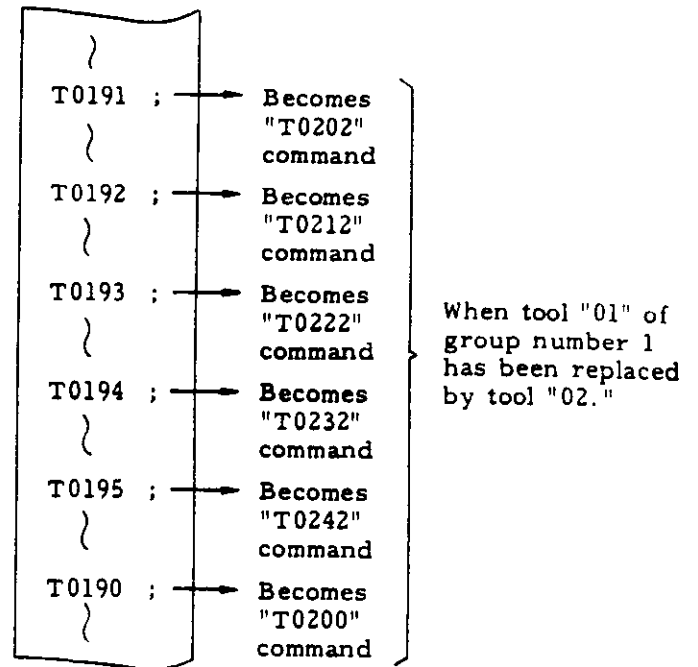 T0191 ; Becomes
"T0202"
command
T0192 ; Becomes
"T0212"
command
T0193 ; Becomes
"T0222"
command
T0194 ; Becomes
"T0232"
command
T0195 ; Becomes
"T0242"
command
T0190 ; Becomes
"T0200"
command
When tool "01" of
group number 1
has been replaced
by tool "02."